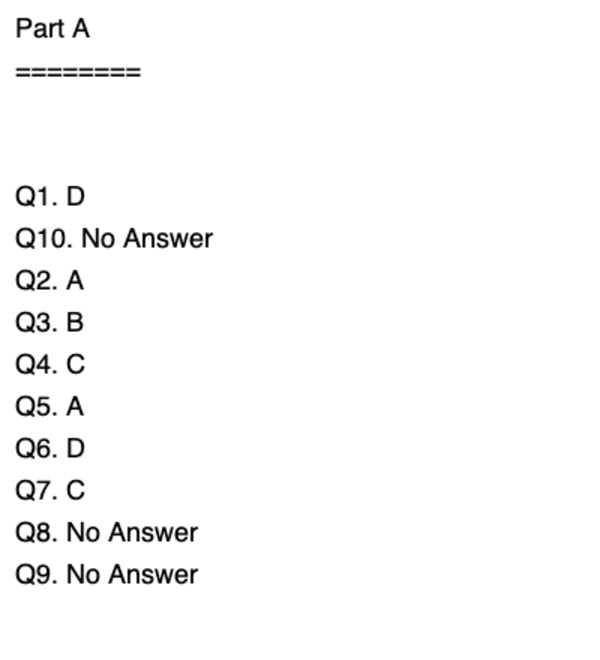 Part A
========
Q1. D
Q10. No Answer
Q2. A
Q3. B
Q4. C
Q5. A
Q6. D
Q7. C
Q8. No Answer
Q9. No Answer